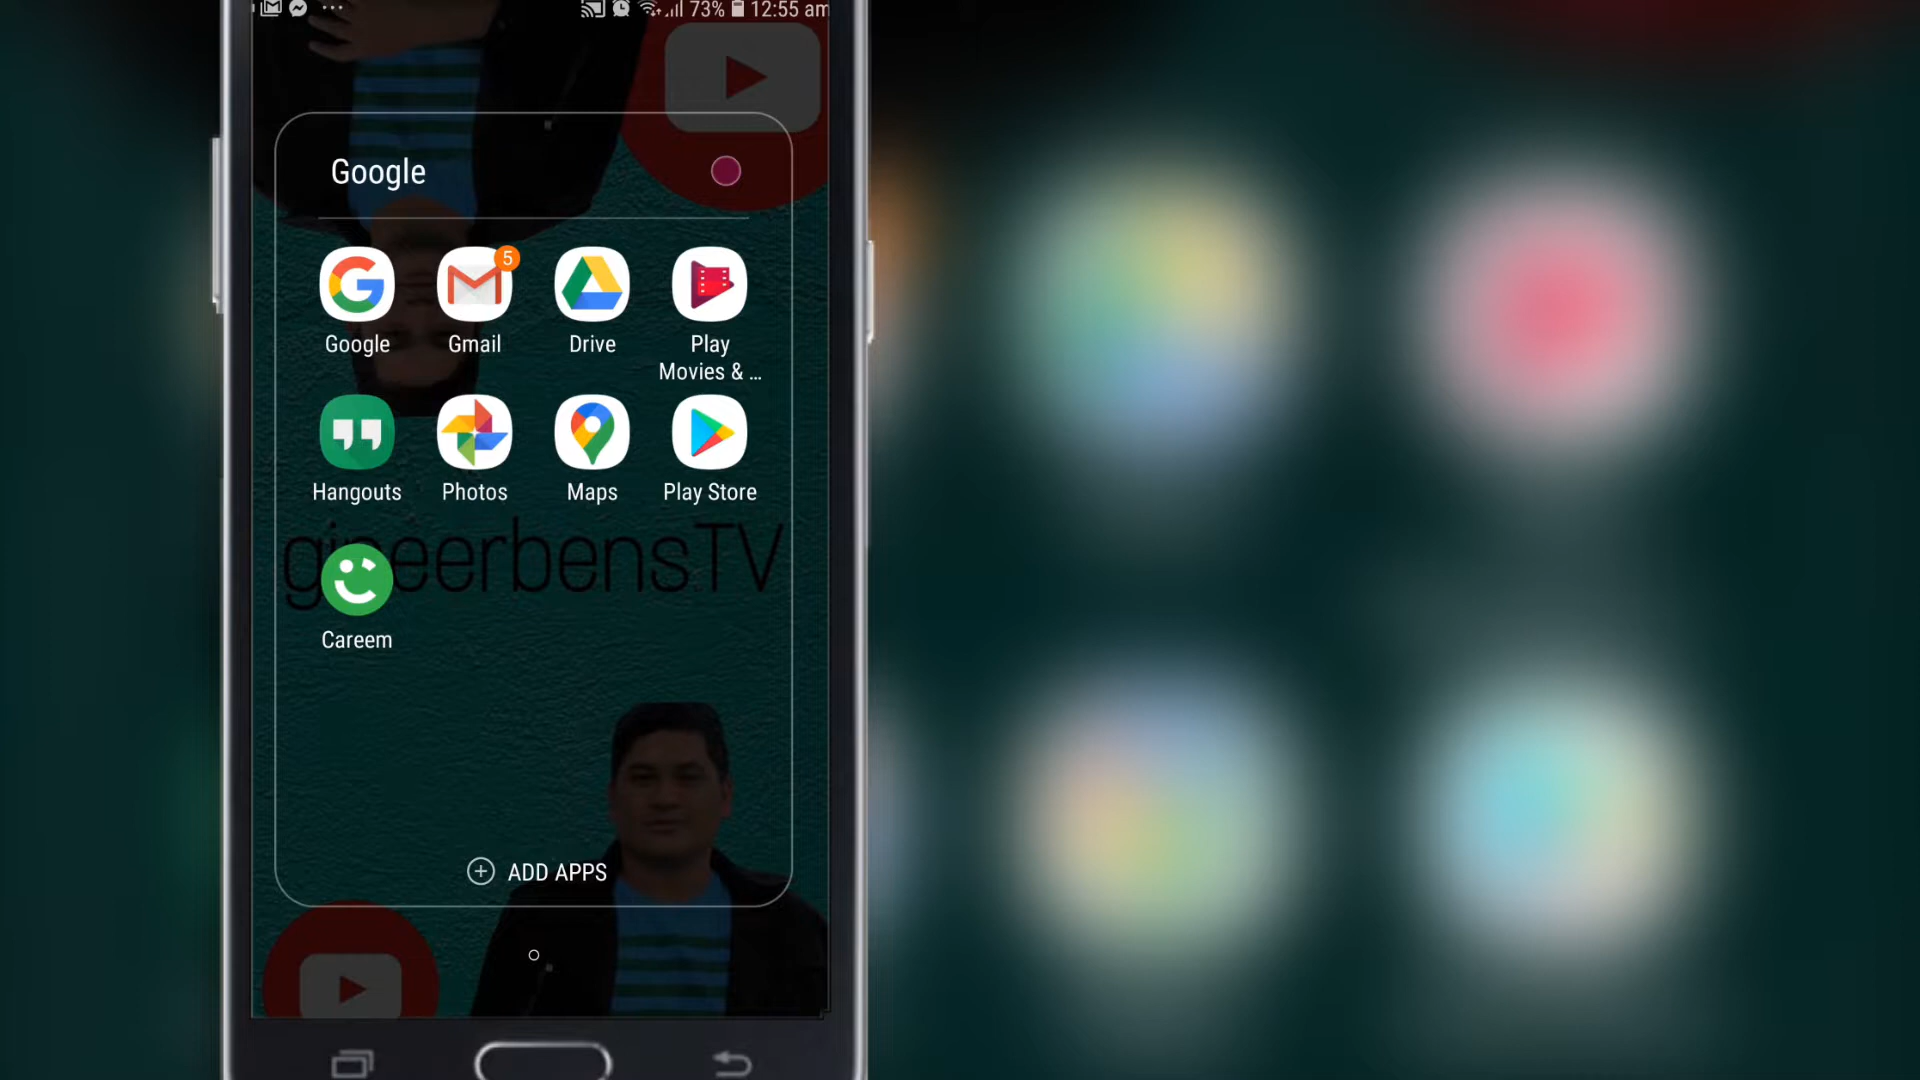 73% 12:55 am
Google
5
Google Gmail Drive Play
Movies & ...
Hangouts Photos Maps Play Store
gineerbensTV
Careem
ADD APPS